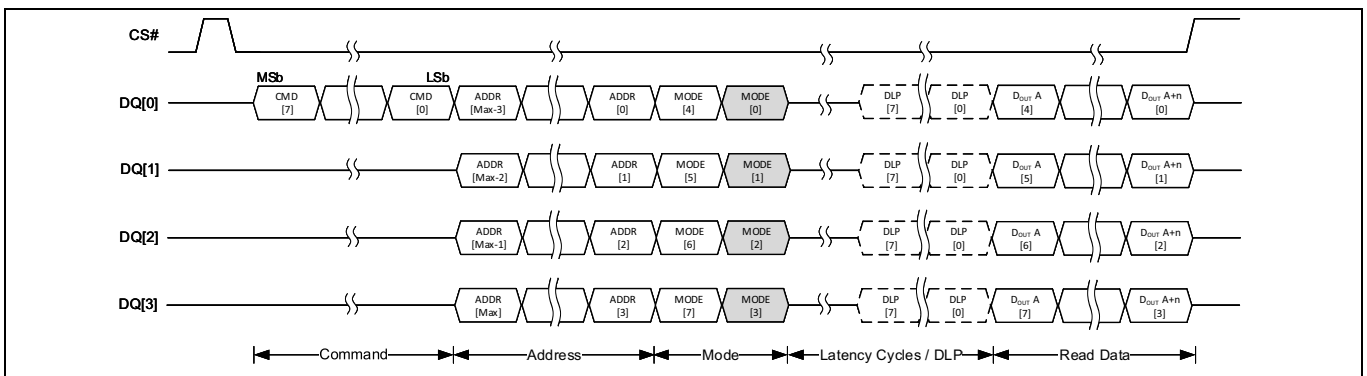 CS#
MSb LSb
DQ[0] CMD [7] CMD [0] ADDR [Max-3] ADDR [0] MODE [4] MODE [0] DLP [7] DLP [0] DOUT A [4] DOUT A+n [0]
DQ[1] ADDR [Max-2] ADDR [1] MODE [5] MODE [1] DLP [7] DLP [0] DOUT A [5] DOUT A+n [1]
DQ[2] ADDR [Max-1] ADDR [2] MODE [6] MODE [2] DLP [7] DLP [0] DOUT A [6] DOUT A+n [2]
DQ[3] ADDR [Max] ADDR [3] MODE [7] MODE [3] DLP [7] DLP [0] DOUT A [7] DOUT A+n [3]
Command Address Mode Latency Cycles / DLP Read Data